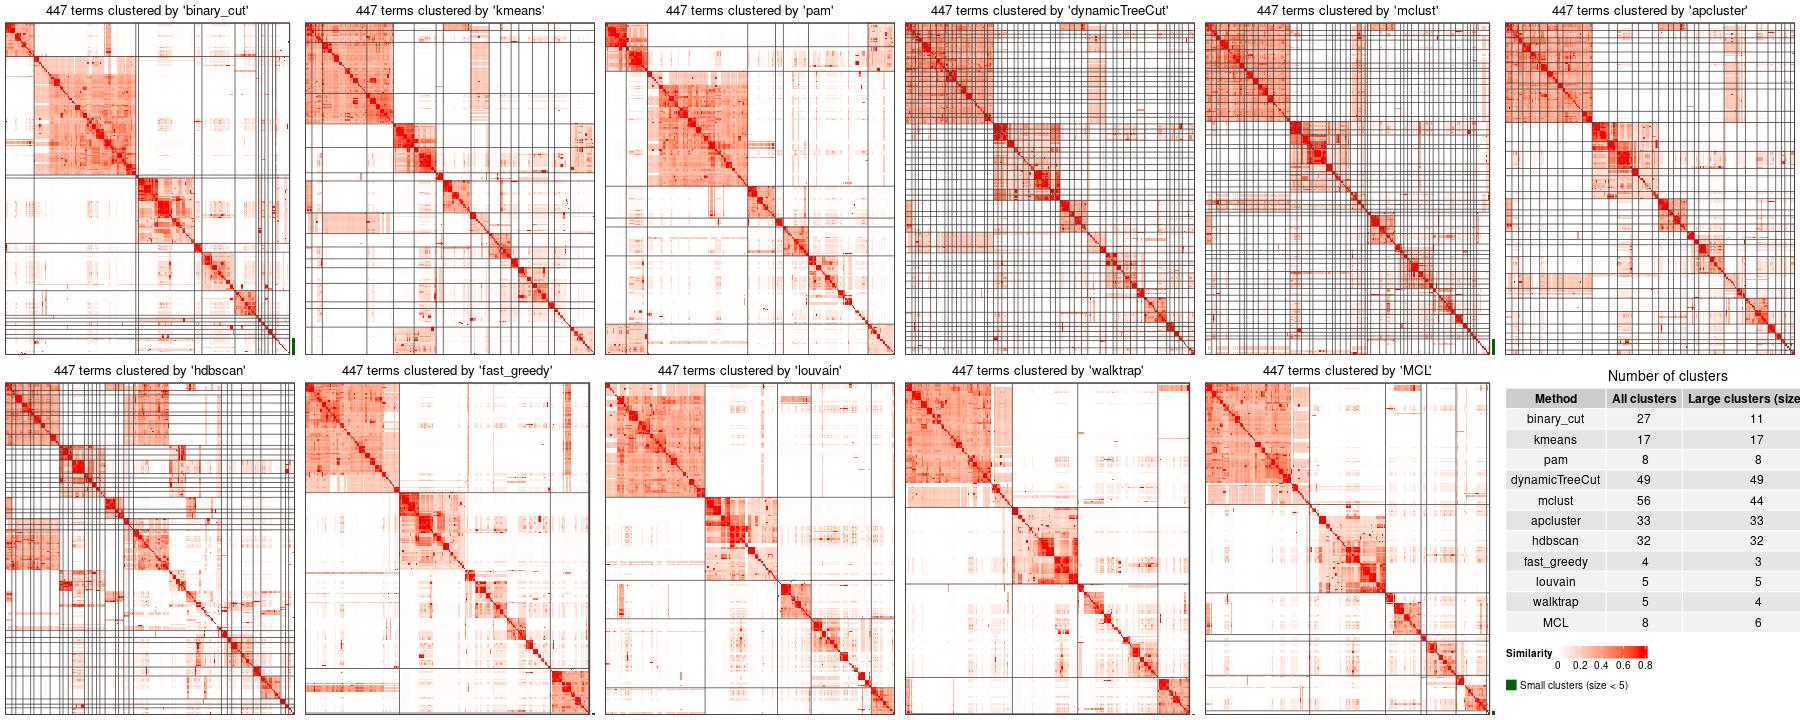 447 terms clustered by 'binary_cut'
447 terms clustered by 'kmeans'
447 terms clustered by 'pam'
447 terms clustered by 'dynamicTreeCut'
447 terms clustered by 'mclust'
447 terms clustered by 'apcluster'
447 terms clustered by 'hdbscan'
447 terms clustered by 'fast_greedy'
447 terms clustered by 'louvain'
447 terms clustered by 'walktrap'
447 terms clustered by 'MCL'
Number of clusters
Method All clusters Large clusters (size
binary_cut 27 11
kmeans 17 17
pam 8 8
dynamicTreeCut 49 49
mclust 56 44
apcluster 33 33
hdbscan 32 32
fast_greedy 4 3
louvain 5 5
walktrap 5 4
MCL 8 6
Similarity
0 0.2 0.4 0.6 0.8
Small clusters (size < 5)